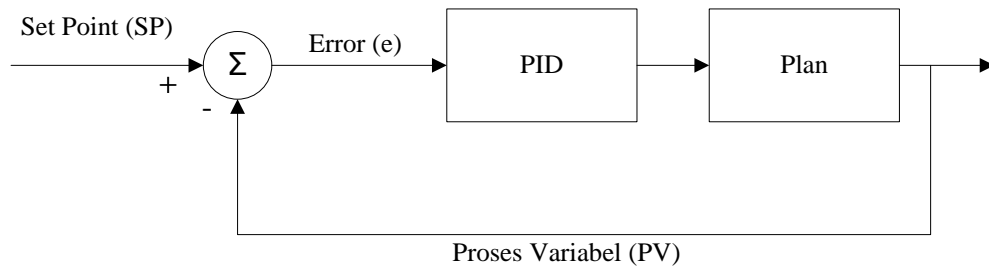 Set Point (SP)
Error (e)
Σ
PID
Plan
+
-
Proses Variabel (PV)